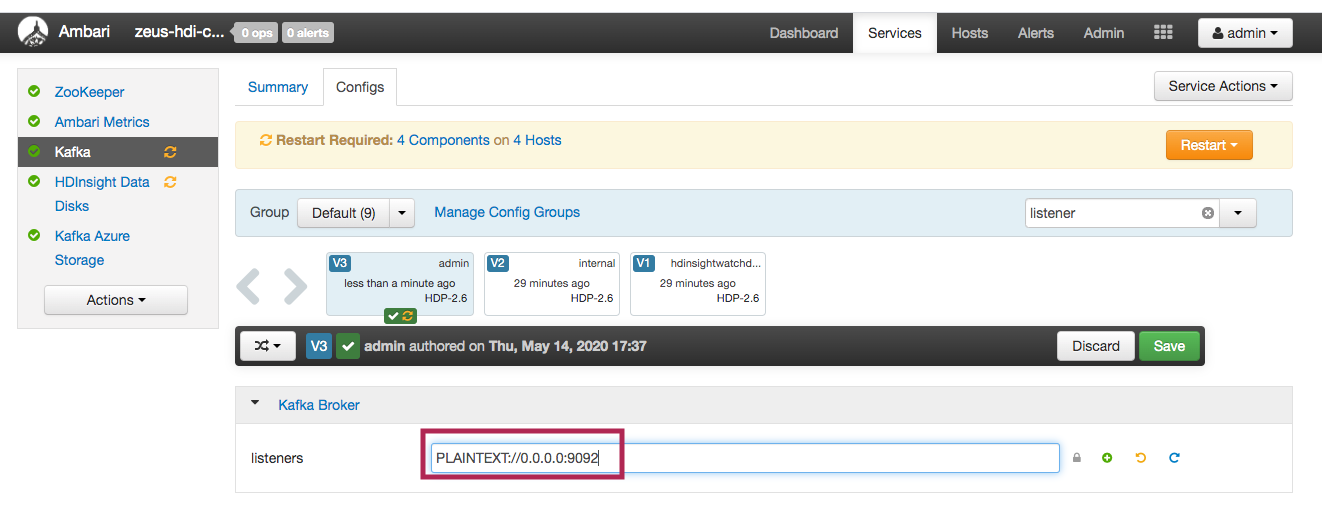 Ambari zeus-hdi-c... 0 ops 0 alerts Dashboard Services Hosts Alerts Admin admin
ZooKeeper
Ambari Metrics
Kafka
HDInsight Data
Disks
Kafka Azure
Storage
Actions
Summary Configs Service Actions
Restart Required: 4 Components on 4 Hosts Restart
Group Default (9) Manage Config Groups listener
V3 admin
less than a minute ago
HDP-2.6
V2 internal
29 minutes ago
HDP-2.6
V1 hdinsightwatchd...
29 minutes ago
HDP-2.6
V3 admin authored on Thu, May 14, 2020 17:37 Discard Save
Kafka Broker
listeners PLAINTEXT://0.0.0.0:9092